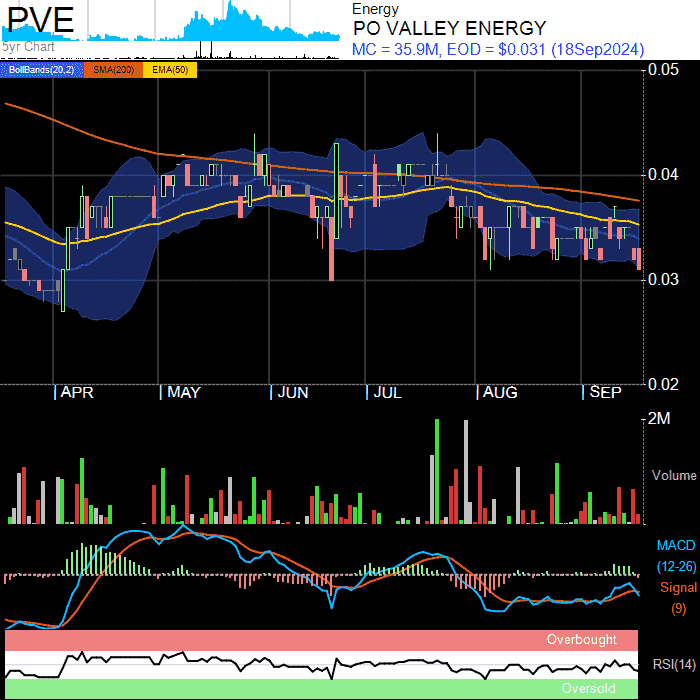 PVE
Energy
PO VALLEY ENERGY
5yr Chart
MC = 35.9M, EOD = $0.031 (18Sep2024)
BollBands(20,2) SMA(200) EMA(50)
0.05
0.04
0.03
0.02
APR MAY JUN JUL AUG SEP
2M
Volume
MACD
(12-26)
Signal
(9)
Overbought
RSI(14)
Oversold